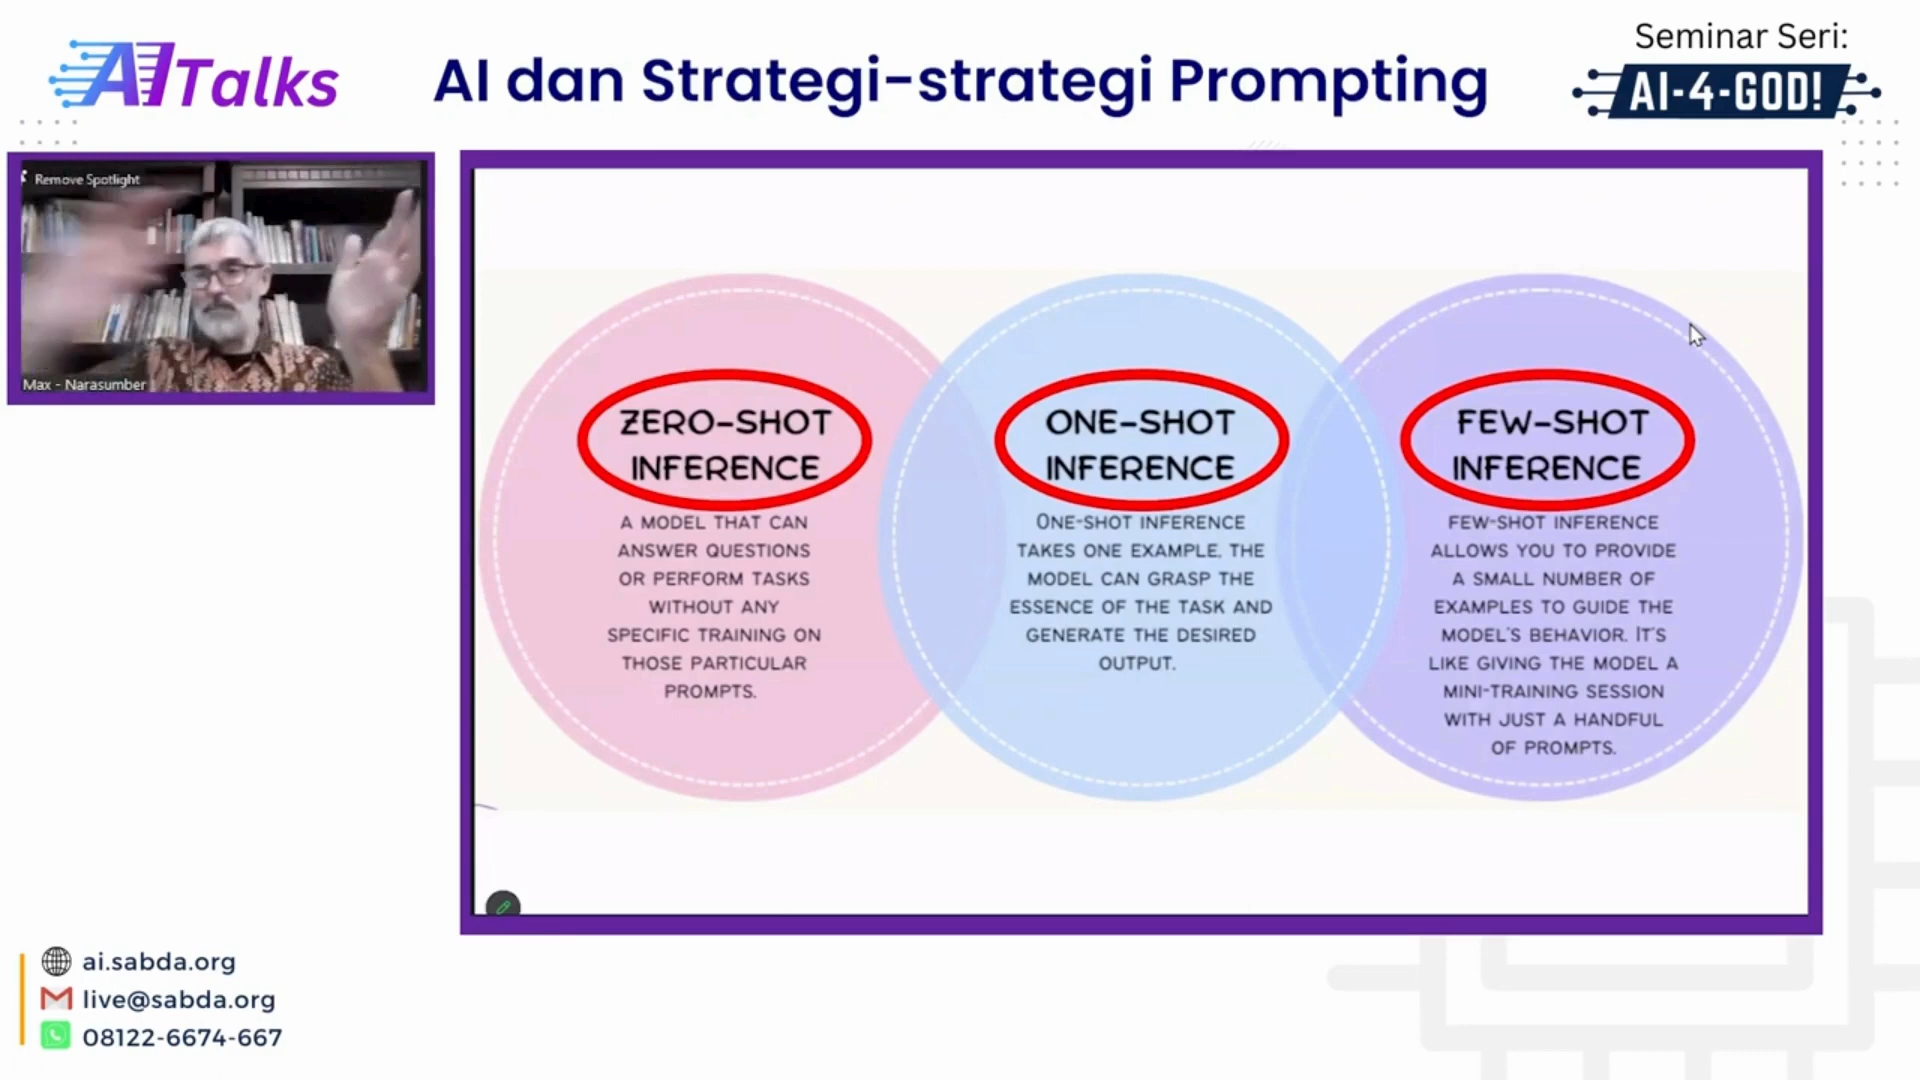 AI Talks
AI dan Strategi-strategi Prompting
Seminar Seri:
AI-4-GOD!
Remove Spotlight
Max - Narasumber
ZERO-SHOT
INFERENCE
A MODEL THAT CAN
ANSWER QUESTIONS
OR PERFORM TASKS
WITHOUT ANY
SPECIFIC TRAINING ON
THOSE PARTICULAR
PROMPTS.
ONE-SHOT
INFERENCE
ONE-SHOT INFERENCE
TAKES ONE EXAMPLE, THE
MODEL CAN GRASP THE
ESSENCE OF THE TASK AND
GENERATE THE DESIRED
OUTPUT.
FEW-SHOT
INFERENCE
FEW-SHOT INFERENCE
ALLOWS YOU TO PROVIDE
A SMALL NUMBER OF
EXAMPLES TO GUIDE THE
MODEL'S BEHAVIOR. IT'S
LIKE GIVING THE MODEL A
MINI-TRAINING SESSION
WITH JUST A HANDFUL
OF PROMPTS.
ai.sabda.org
live@sabda.org
08122-6674-667